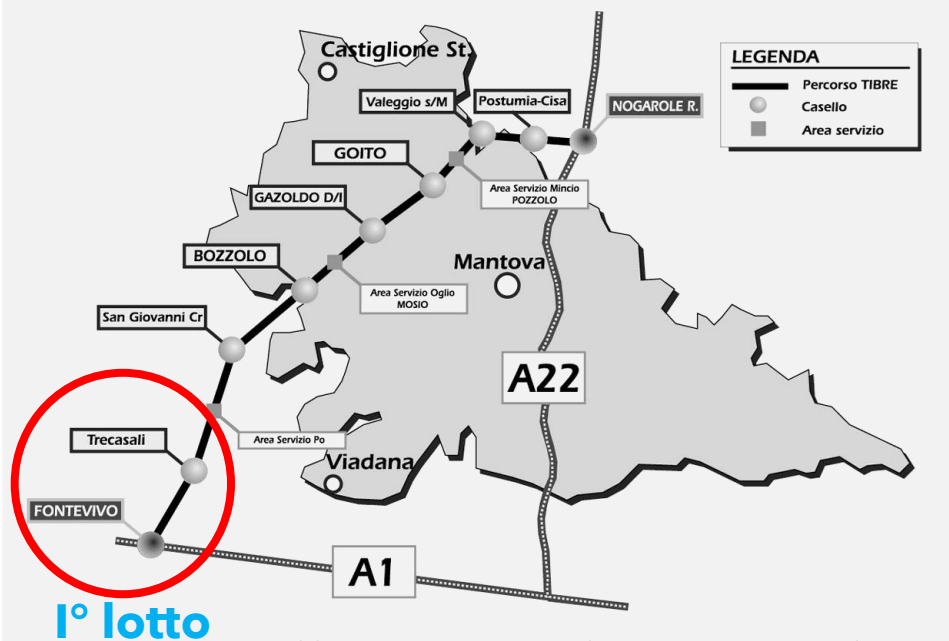 Castiglione St.
LEGENDA
Percorso TIBRE
Casello
Area servizio
Valeggio s/M
Postumia-Cisa
NOGAROLE R.
GOITO
Area Servizio Mincio
POZZOLO
GAZOLDO D/I
BOZZOLO
Mantova
Area Servizio Oglio
MOSIO
San Giovanni Cr
A22
Trecasali
Area Servizio Po
Viadana
FONTEVIVO
A1
I° lotto